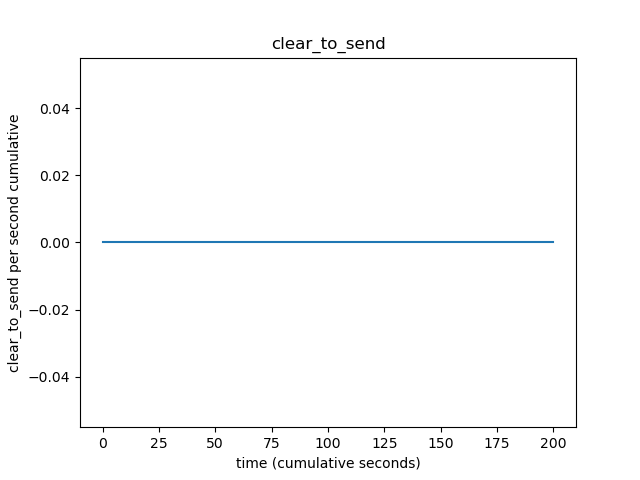 clear_to_send
clear_to_send per second cumulative
0.04
0.02
0.00
−0.02
−0.04
0 25 50 75 100 125 150 175 200
time (cumulative seconds)